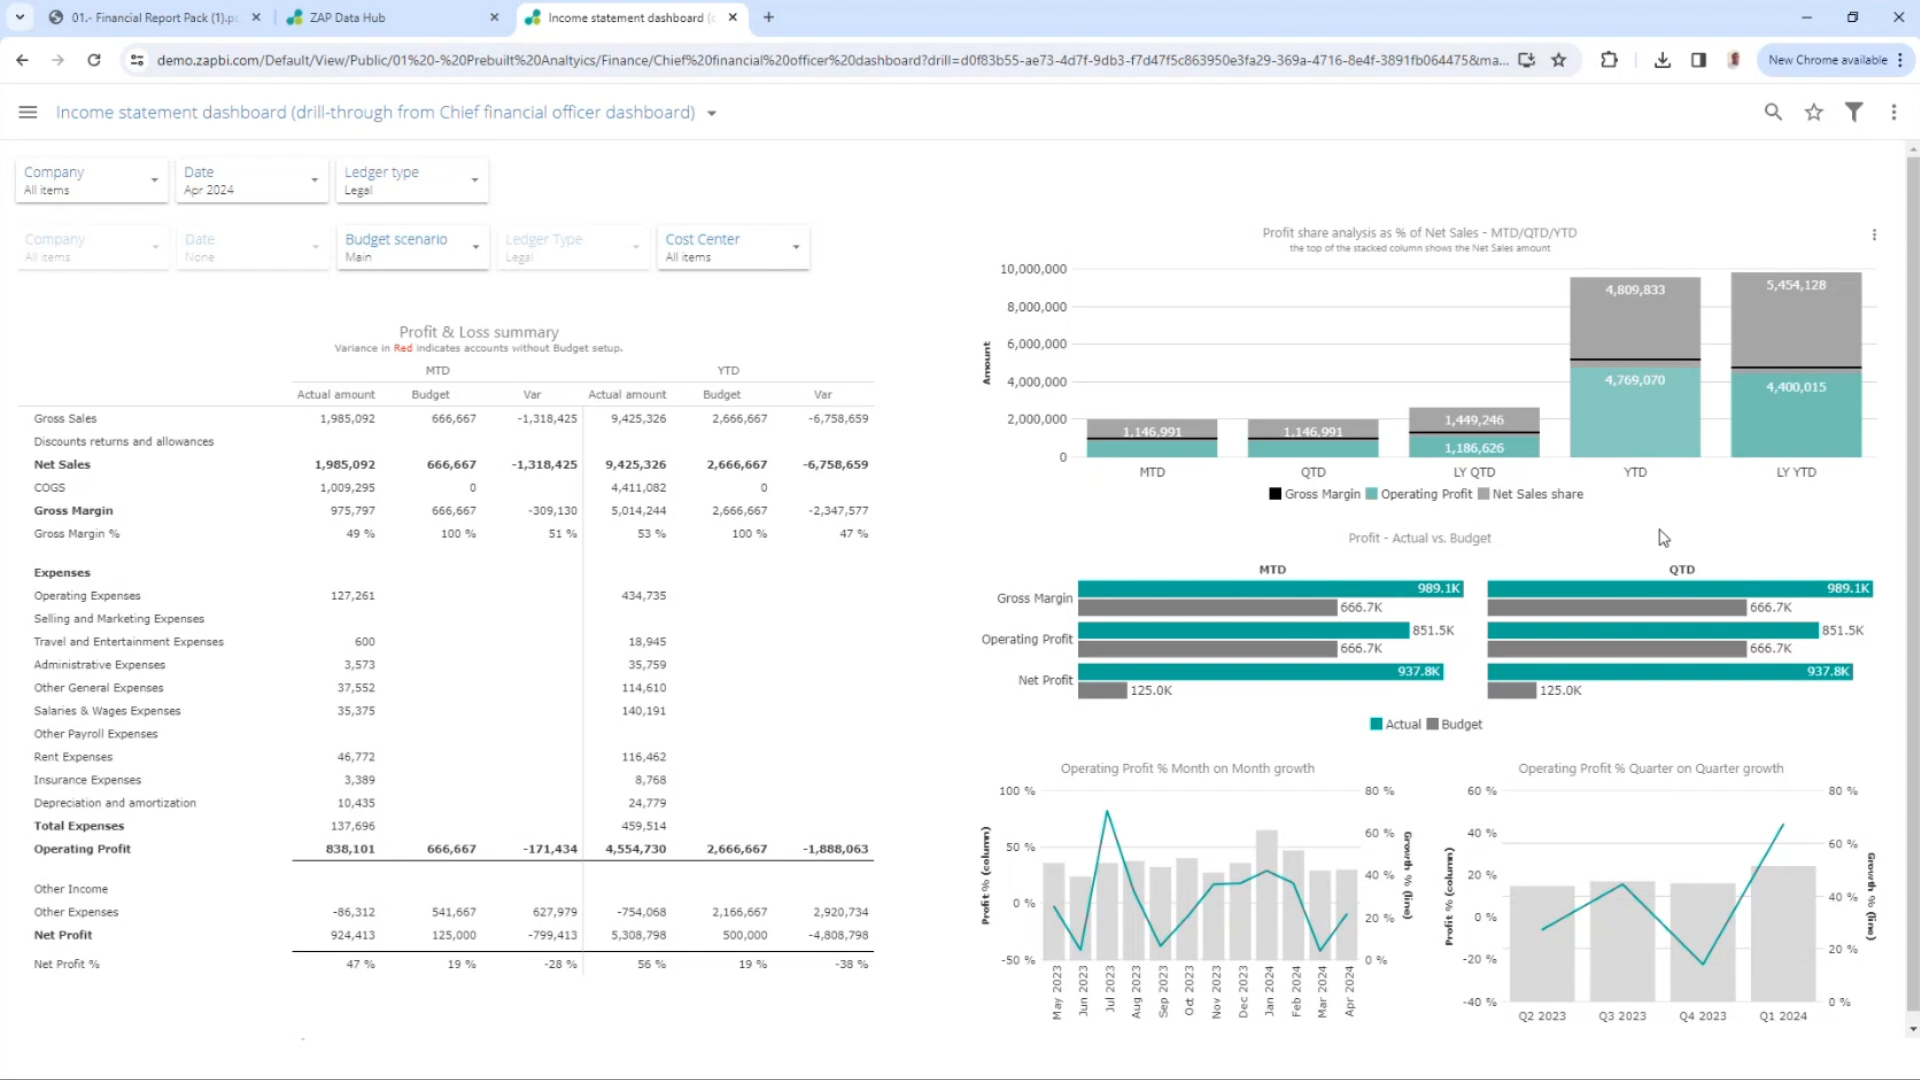 01.- Financial Report Pack (1).p
ZAP Data Hub
Income statement dashboard (
demo.zapbi.com/Default/View/Public/01%20-%20Prebuilt%20Analtyics/Finance/Chief%20financial%20officer%20dashboard?drill=d0f83b55-ae73-4d7f-9db3-f7d47f5c863950e3fa29-369a-4716-8e4f-3891fb064475&ma...
New Chrome available
Income statement dashboard (drill-through from Chief financial officer dashboard)
Company Date Ledger type
All items Apr 2024 Legal
Company Date Budget scenario Ledger Type Cost Center
All items None Main Legal All items
Profit & Loss summary
Variance in Red indicates accounts without Budget setup.
MTD YTD
Actual amount Budget Var Actual amount Budget Var
Gross Sales 1,985,092 666,667 -1,318,425 9,425,326 2,666,667 -6,758,659
Discounts returns and allowances
Net Sales 1,985,092 666,667 -1,318,425 9,425,326 2,666,667 -6,758,659
COGS 1,009,295 0 4,411,082 0
Gross Margin 975,797 666,667 -309,130 5,014,244 2,666,667 -2,347,577
Gross Margin % 49 % 100 % 51 % 53 % 100 % 47 %
Expenses
Operating Expenses 127,261 434,735
Selling and Marketing Expenses
Travel and Entertainment Expenses 600 18,945
Administrative Expenses 3,573 35,759
Other General Expenses 37,552 114,610
Salaries & Wages Expenses 35,375 140,191
Other Payroll Expenses
Rent Expenses 46,772 116,462
Insurance Expenses 3,389 8,768
Depreciation and amortization 10,435 24,779
Total Expenses 137,696 459,514
Operating Profit 838,101 666,667 -171,434 4,554,730 2,666,667 -1,888,063
Other Income
Other Expenses -86,312 541,667 627,979 -754,068 2,166,667 2,920,734
Net Profit 924,413 125,000 -799,413 5,308,798 500,000 -4,808,798
Net Profit % 47 % 19 % -28 % 56 % 19 % -38 %
Profit share analysis as % of Net Sales - MTD/QTD/YTD
the top of the stacked column shows the Net Sales amount
Amount
10,000,000
8,000,000
6,000,000
4,000,000
2,000,000
0
1,146,991 1,146,991 1,449,246 4,809,833 5,454,128
1,186,626 4,769,070 4,400,015
MTD QTD LY QTD YTD LY YTD
Gross Margin Operating Profit Net Sales share
Profit - Actual vs. Budget
MTD QTD
Gross Margin 989.1K 989.1K
666.7K 666.7K
Operating Profit 851.5K 851.5K
666.7K 666.7K
Net Profit 937.8K 937.8K
125.0K 125.0K
Actual Budget
Operating Profit % Month on Month growth
Profit % (column)
100 %
50 %
0 %
-50 %
80 %
60 %
40 %
20 %
0 %
Growth % (line)
May 2023 Jun 2023 Jul 2023 Aug 2023 Sep 2023 Oct 2023 Nov 2023 Dec 2023 Jan 2024 Feb 2024 Mar 2024 Apr 2024
Operating Profit % Quarter on Quarter growth
Profit % (column)
60 %
40 %
20 %
0 %
-20 %
-40 %
80 %
60 %
40 %
20 %
0 %
Growth % (line)
Q2 2023 Q3 2023 Q4 2023 Q1 2024